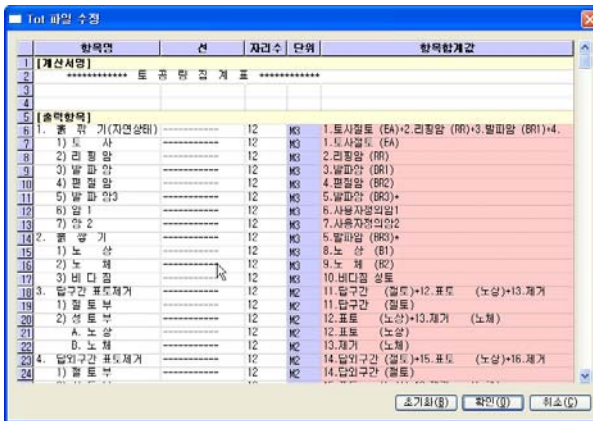 Tot 파일 수정
항목명 선 자리수 단위 항목합계값
1 [계산서명]
2 ************ 토 공 량 집 계 표 ************
3
4
5 [출력항목]
6 1. 흙 깎 기(자연상태) ------------ 12 M3 1.토사절토 (EA)+2.리핑암 (RR)+3.발파암 (BR1)+4.
7 1) 토 사 ------------ 12 M3 1.토사절토 (EA)
8 2) 리 핑 암 ------------ 12 M3 2.리핑암 (RR)
9 3) 발 파 암 ------------ 12 M3 3.발파암 (BR1)
10 4) 편 절 암 ------------ 12 M3 4.편절암 (BR2)
11 5) 발 파 암3 ------------ 12 M3 5.발파암 (BR3)*
12 6) 암 1 ------------ 12 M3 6.사용자정의암1
13 7) 암 2 ------------ 12 M3 7.사용자정의암2
14 2. 흙 쌓 기 ------------ 12 M3 5.발파암 (BR3)*
15 1) 노 상 ------------ 12 M3 8.노 상 (B1)
16 2) 노 체 ------------ 12 M3 9.노 체 (B2)
17 3) 비 다 짐 ------------ 12 M3 10.비다짐 성토
18 3. 답구간 표토제거 ------------ 12 M2 11.답구간 (절토)+12.표토 (노상)+13.제거
19 1) 절 토 부 ------------ 12 M2 11.답구간 (절토)
20 2) 성 토 부 ------------ 12 M2 12.표토 (노상)+13.제거 (노체)
21 A. 노 상 ------------ 12 M2 12.표토 (노상)
22 B. 노 체 ------------ 12 M2 13.제거 (노체)
23 4. 답외구간 표토제거 ------------ 12 M2 14.답외구간 (절토)+15.표토 (노상)+16.제거
24 1) 절 토 부 ------------ 12 M2 14.답외구간 (절토)
초기화(B) 확인(O) 취소(C)